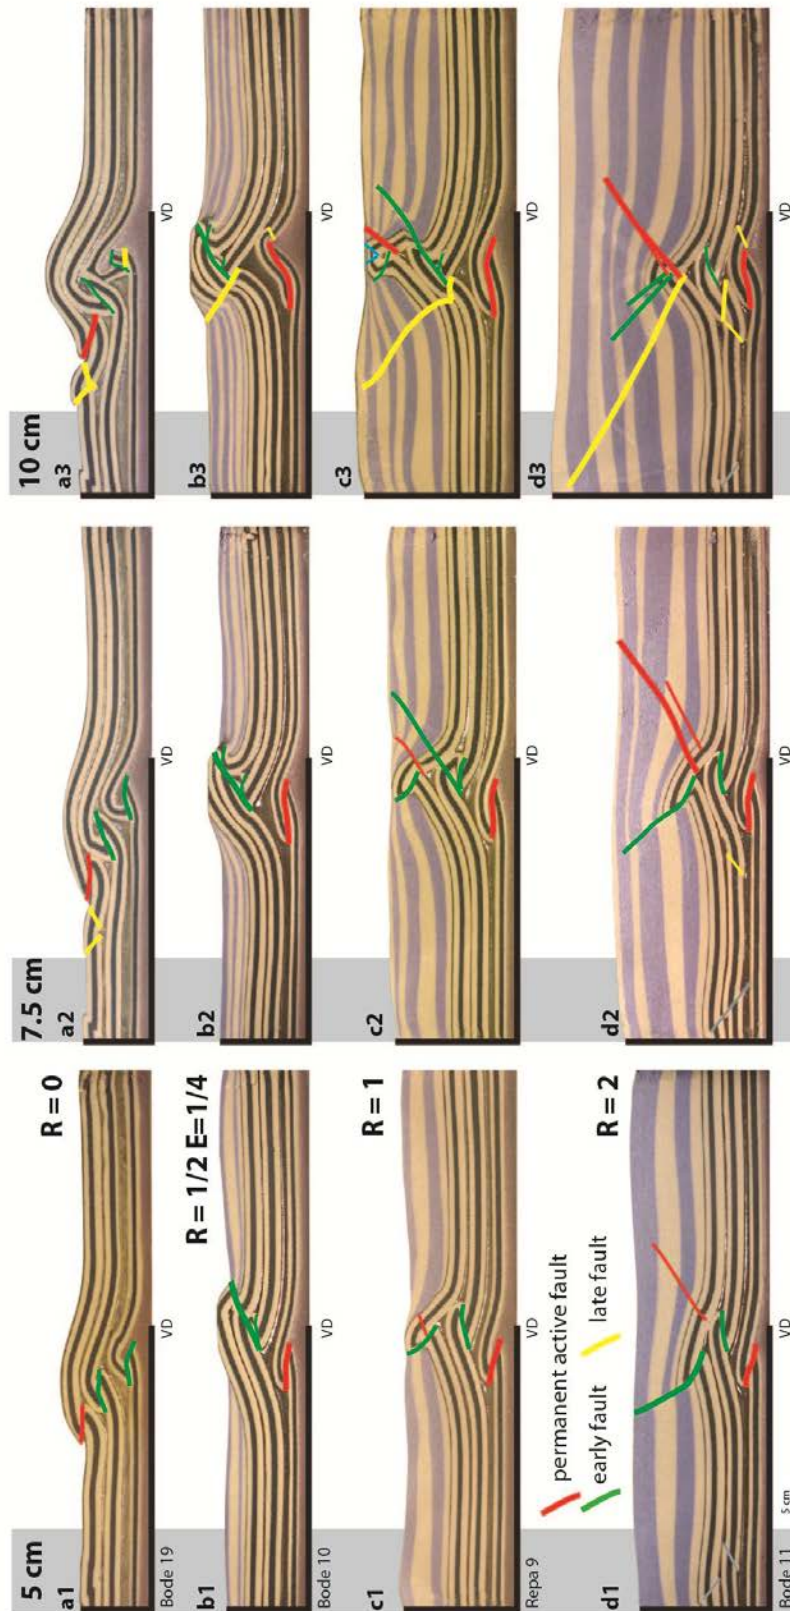 5 cm
a1
R = 0
Bode 19
VD
b1
R = 1/2 E=1/4
Bode 10
VD
c1
R = 1
Repa 9
VD
permanent active fault
early fault
late fault
d1
R = 2
Bode 11
5 cm
VD
7.5 cm
a2
VD
b2
VD
c2
VD
d2
VD
10 cm
a3
VD
b3
VD
c3
VD
d3
VD